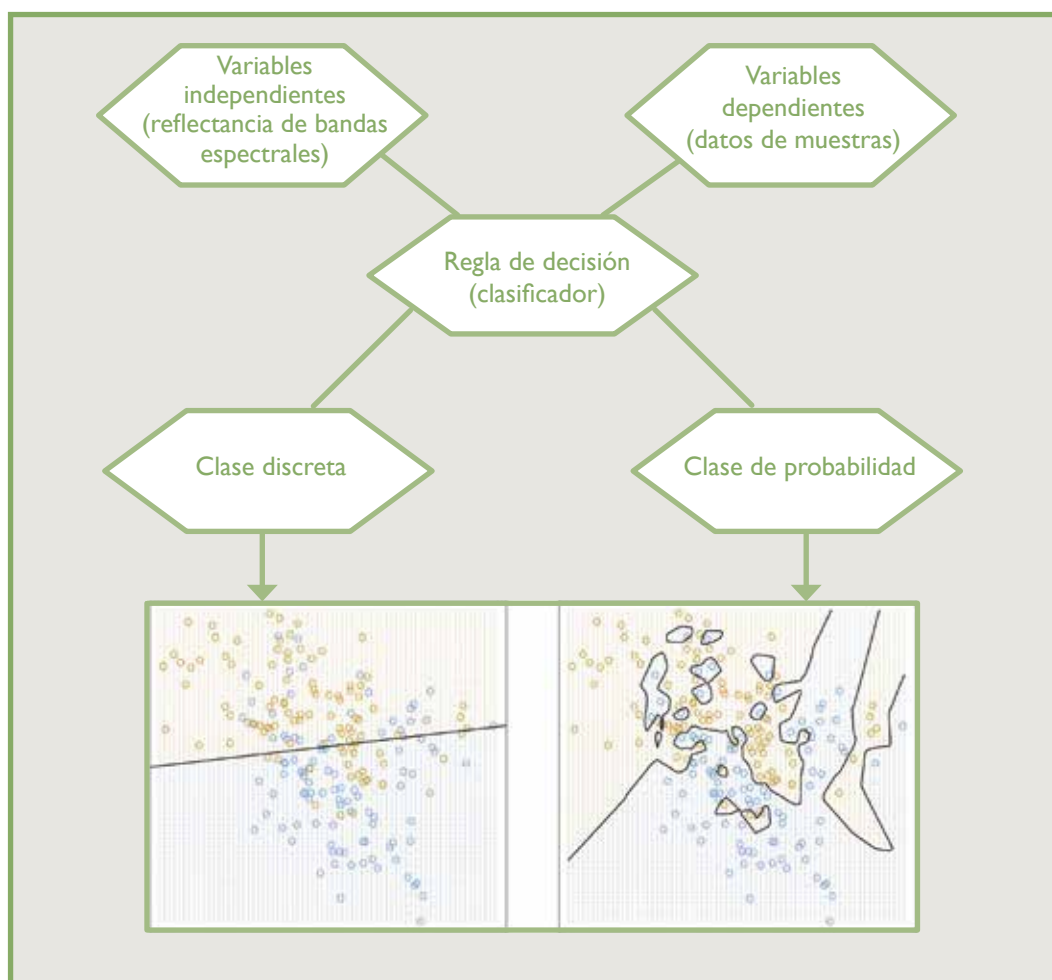 Variables
independientes
(reflectancia de bandas
espectrales)
Variables
dependientes
(datos de muestras)
Regla de decisión
(clasificador)
Clase discreta
Clase de probabilidad